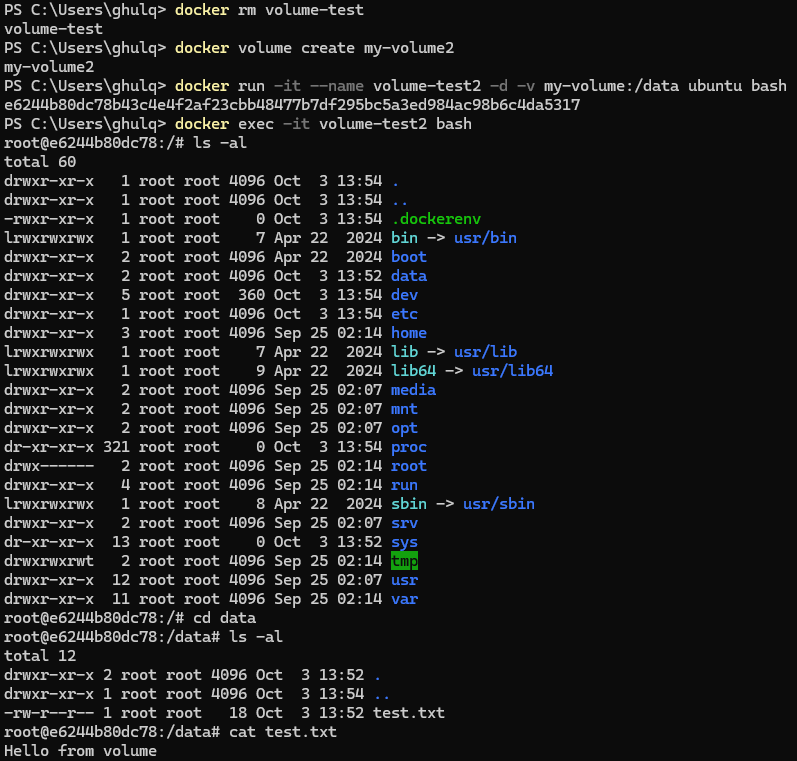 PS C:\Users\ghulq> docker rm volume-test
volume-test
PS C:\Users\ghulq> docker volume create my-volume2
my-volume2
PS C:\Users\ghulq> docker run -it --name volume-test2 -d -v my-volume:/data ubuntu bash
e6244b80dc78b43c4e4f2af23cbb48477b7df295bc5a3ed984ac98b6c4da5317
PS C:\Users\ghulq> docker exec -it volume-test2 bash
root@e6244b80dc78:/# ls -al
total 60
drwxr-xr-x   1 root root 4096 Oct  3 13:54 .
drwxr-xr-x   1 root root 4096 Oct  3 13:54 ..
-rwxr-xr-x   1 root root    0 Oct  3 13:54 .dockerenv
lrwxrwxrwx   1 root root    7 Apr 22  2024 bin -> usr/bin
drwxr-xr-x   2 root root 4096 Apr 22  2024 boot
drwxr-xr-x   2 root root 4096 Oct  3 13:52 data
drwxr-xr-x   5 root root  360 Oct  3 13:54 dev
drwxr-xr-x   1 root root 4096 Oct  3 13:54 etc
drwxr-xr-x   3 root root 4096 Sep 25 02:14 home
lrwxrwxrwx   1 root root    7 Apr 22  2024 lib -> usr/lib
lrwxrwxrwx   1 root root    9 Apr 22  2024 lib64 -> usr/lib64
drwxr-xr-x   2 root root 4096 Sep 25 02:07 media
drwxr-xr-x   2 root root 4096 Sep 25 02:07 mnt
drwxr-xr-x   2 root root 4096 Sep 25 02:07 opt
dr-xr-xr-x 321 root root    0 Oct  3 13:54 proc
drwx------   2 root root 4096 Sep 25 02:14 root
drwxr-xr-x   4 root root 4096 Sep 25 02:14 run
lrwxrwxrwx   1 root root    8 Apr 22  2024 sbin -> usr/sbin
drwxr-xr-x   2 root root 4096 Sep 25 02:07 srv
dr-xr-xr-x  13 root root    0 Oct  3 13:52 sys
drwxrwxrwt   2 root root 4096 Sep 25 02:14 tmp
drwxr-xr-x  12 root root 4096 Sep 25 02:07 usr
drwxr-xr-x  11 root root 4096 Sep 25 02:14 var
root@e6244b80dc78:/# cd data
root@e6244b80dc78:/data# ls -al
total 12
drwxr-xr-x 2 root root 4096 Oct  3 13:52 .
drwxr-xr-x 1 root root 4096 Oct  3 13:54 ..
-rw-r--r-- 1 root root   18 Oct  3 13:52 test.txt
root@e6244b80dc78:/data# cat test.txt
Hello from volume